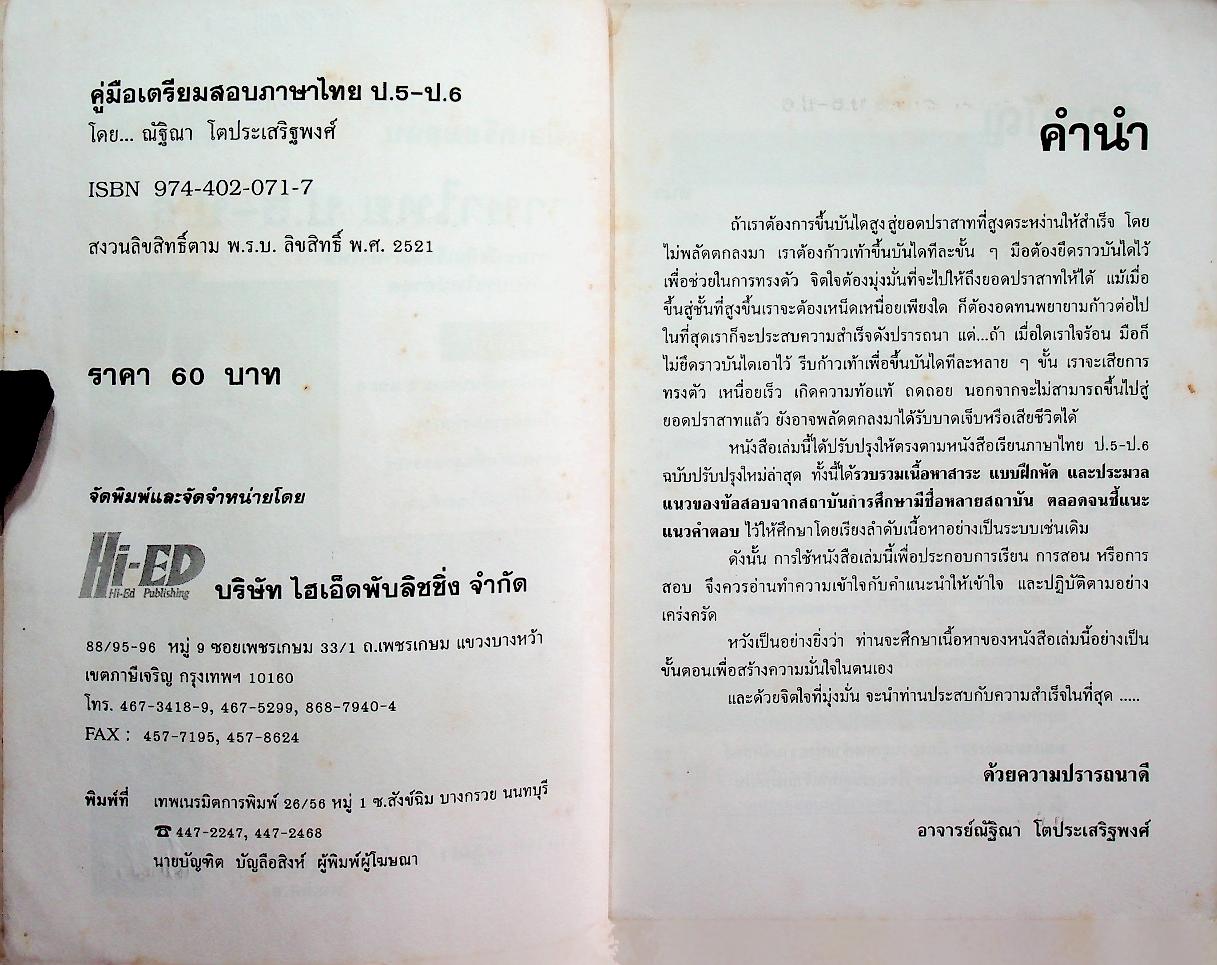 คู่มือเตรียมสอบภาษาไทย ป.5-ป.6
โดย... ณัฐิณา โตประเสริฐพงศ์
ISBN 974-402-071-7
สงวนลิขสิทธิ์ตาม พ.ร.บ. ลิขสิทธิ์ พ.ศ. 2521
ราคา 60 บาท
จัดพิมพ์และจัดจำหน่ายโดย
Hi-ED
Hi-Ed Publishing
บริษัท ไฮเอ็ดพับลิชชิ่ง จำกัด
88/95-96 หมู่ 9 ซอยเพชรเกษม 33/1 ถ.เพชรเกษม แขวงบางหว้า
เขตภาษีเจริญ กรุงเทพฯ 10160
โทร. 467-3418-9, 467-5299, 868-7940-4
FAX : 457-7195, 457-8624
พิมพ์ที่ เทพเนรมิตการพิมพ์ 26/56 หมู่ 1 ซ.สังข์ฉิม บางกรวย นนทบุรี
☎ 447-2247, 447-2468
นายบัญฑิต บัญลือสิงห์ ผู้พิมพ์ผู้โฆษณา
คำนำ
ถ้าเราต้องการขึ้นบันไดสูง สู่ยอดปราสาทที่สูงตระหง่านให้สำเร็จ โดย
ไม่พลัดตกลงมา เราต้องก้าวเท้าขึ้นบันไดทีละขั้น ๆ มือต้องยึดราวบันไดไว้
เพื่อช่วยในการทรงตัว จิตใจต้องมุ่งมั่นที่จะไปให้ถึงยอดปราสาทให้ได้ แม้เมื่อ
ขึ้นสู่ชั้นที่สูงขึ้นเราจะต้องเหน็ดเหนื่อยเพียงใด ก็ต้องอดทนพยายามก้าวต่อไป
ในที่สุดเราก็จะประสบความสำเร็จดังปรารถนา แต่...ถ้า เมื่อใดเราใจร้อน มือก็
ไม่ยึดราวบันไดเอาไว้ รีบก้าวเท้าเพื่อขึ้นบันไดทีละหลาย ๆ ขั้น เราจะเสียการ
ทรงตัว เหนื่อยเร็ว เกิดความท้อแท้ ถดถอย นอกจากจะไม่สามารถขึ้นไปสู่
ยอดปราสาทแล้ว ยังอาจพลัดตกลงมาได้รับบาดเจ็บหรือเสียชีวิตได้
หนังสือเล่มนี้ได้ปรับปรุงให้ตรงตามหนังสือเรียนภาษาไทย ป.5-ป.6
ฉบับปรับปรุงใหม่ล่าสุด ทั้งนี้ได้รวบรวมเนื้อหาสาระ แบบฝึกหัด และประมวล
แนวของข้อสอบจากสถาบันการศึกษามีชื่อหลายสถาบัน ตลอดจนชี้แนะ
แนวคำตอบ ไว้ให้ศึกษาโดยเรียงลำดับเนื้อหาอย่างเป็นระบบเช่นเดิม
ดังนั้น การใช้หนังสือเล่มนี้เพื่อประกอบการเรียน การสอน หรือการ
สอบ จึงควรอ่านทำความเข้าใจกับคำแนะนำให้เข้าใจ และปฏิบัติตามอย่าง
เคร่งครัด
หวังเป็นอย่างยิ่งว่า ท่านจะศึกษาเนื้อหาของหนังสือเล่มนี้อย่างเป็น
ขั้นตอนเพื่อสร้างความมั่นใจในตนเอง
และด้วยจิตใจที่มุ่งมั่น จะนำท่านประสบกับความสำเร็จในที่สุด .....
ด้วยความปรารถนาดี
อาจารย์ณัฐิณา โตประเสริฐพงศ์